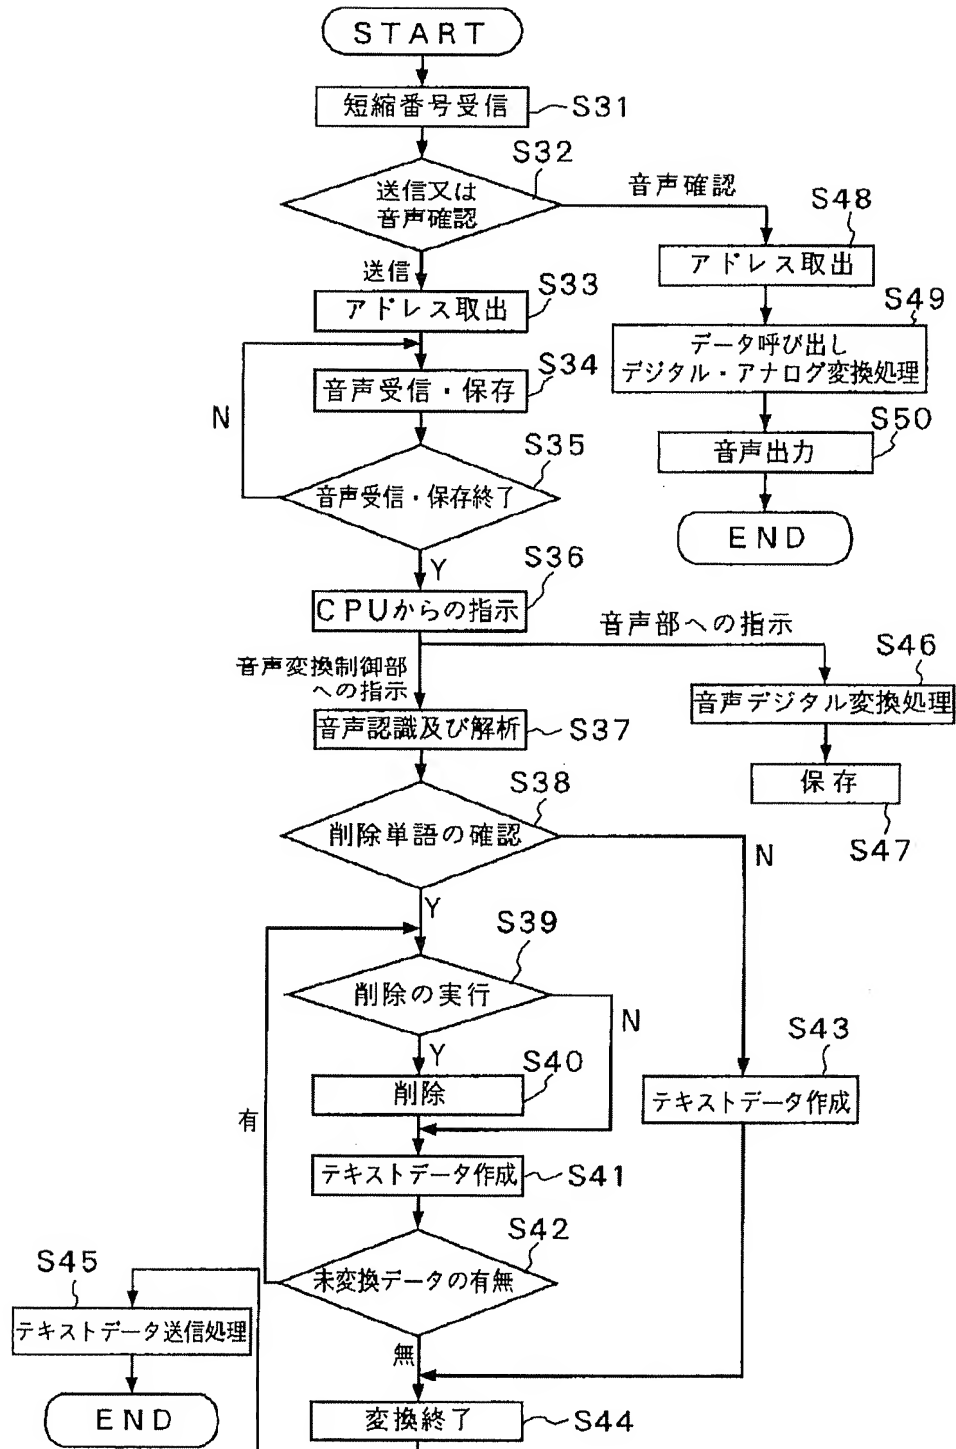 START
短縮番号受信
S31
S32
送信又は
音声確認
音声確認
送信
S33
アドレス取出
S34
音声受信・保存
N
S35
音声受信・保存終了
Y
S36
CPUからの指示
S48
アドレス取出
S49
データ呼び出し
デジタル・アナログ変換処理
S50
音声出力
END
音声部への指示
S46
音声デジタル変換処理
保存
S47
音声変換制御部
への指示
音声認識及び解析
S37
S38
削除単語の確認
N
Y
S39
削除の実行
N
Y
S40
削除
有
テキストデータ作成
S41
S42
未変換データの有無
無
S43
テキストデータ作成
変換終了
S44
S45
テキストデータ送信処理
END